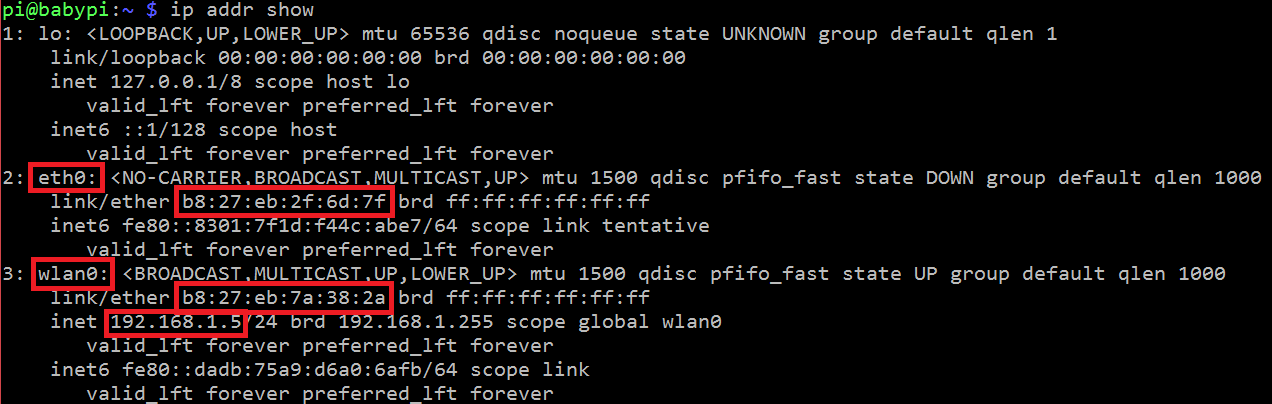 pi@babypi:~ $ ip addr show
1: lo: <LOOPBACK,UP,LOWER_UP> mtu 65536 qdisc noqueue state UNKNOWN group default qlen 1
link/loopback 00:00:00:00:00:00 brd 00:00:00:00:00:00
inet 127.0.0.1/8 scope host lo
valid_lft forever preferred_lft forever
inet6 ::1/128 scope host
valid_lft forever preferred_lft forever
2: eth0: <NO-CARRIER,BROADCAST,MULTICAST,UP> mtu 1500 qdisc pfifo_fast state DOWN group default qlen 1000
link/ether b8:27:eb:2f:6d:7f brd ff:ff:ff:ff:ff:ff
inet6 fe80::8301:7f1d:f44c:abe7/64 scope link tentative
valid_lft forever preferred_lft forever
3: wlan0: <BROADCAST,MULTICAST,UP,LOWER_UP> mtu 1500 qdisc pfifo_fast state UP group default qlen 1000
link/ether b8:27:eb:7a:38:2a brd ff:ff:ff:ff:ff:ff
inet 192.168.1.5/24 brd 192.168.1.255 scope global wlan0
valid_lft forever preferred_lft forever
inet6 fe80::dadb:75a9:d6a0:6afb/64 scope link
valid_lft forever preferred_lft forever